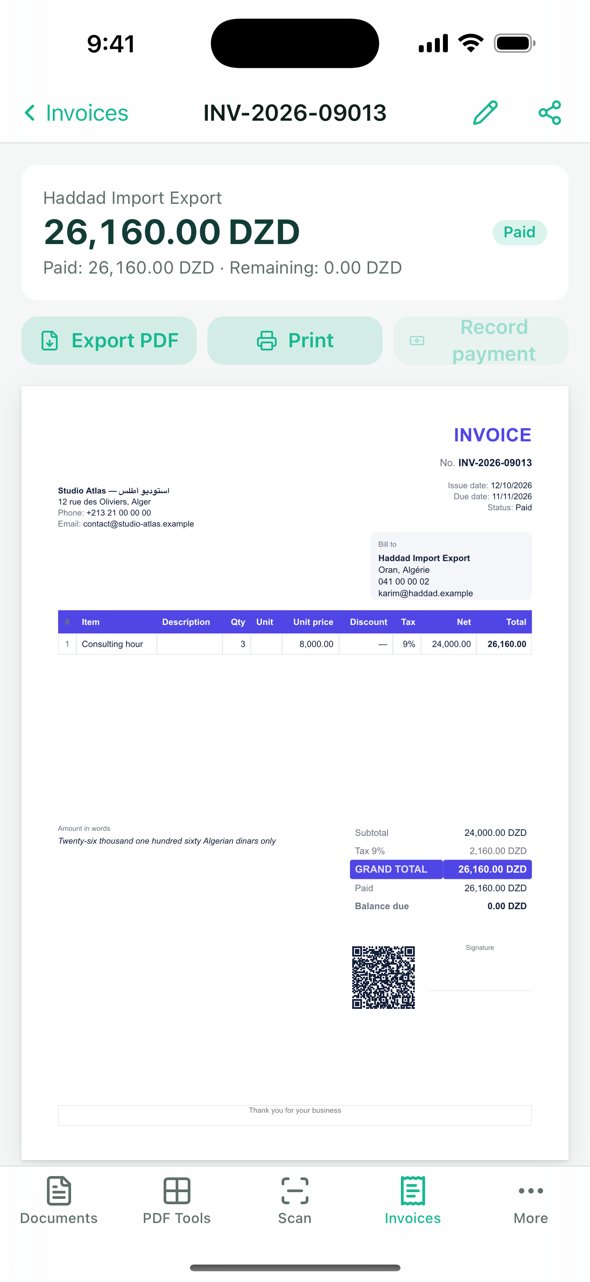 9:41
Invoices
INV-2026-09013
Haddad Import Export
26,160.00 DZD
Paid
Paid: 26,160.00 DZD · Remaining: 0.00 DZD
Export PDF
Print
Record payment
INVOICE
No. INV-2026-09013
Issue date: 12/10/2026
Due date: 11/11/2026
Status: Paid
Studio Atlas — استوديو أطلس
12 rue des Oliviers, Alger
Phone: +213 21 00 00 00
Email: contact@studio-atlas.example
Bill to
Haddad Import Export
Oran, Algérie
041 00 00 02
karim@haddad.example
# Item Description Qty Unit Unit price Discount Tax Net Total
1 Consulting hour 3 8,000.00 — 9% 24,000.00 26,160.00
Amount in words
Twenty-six thousand one hundred sixty Algerian dinars only
Subtotal 24,000.00 DZD
Tax 9% 2,160.00 DZD
GRAND TOTAL 26,160.00 DZD
Paid 26,160.00 DZD
Balance due 0.00 DZD
Signature
Thank you for your business
Documents
PDF Tools
Scan
Invoices
More